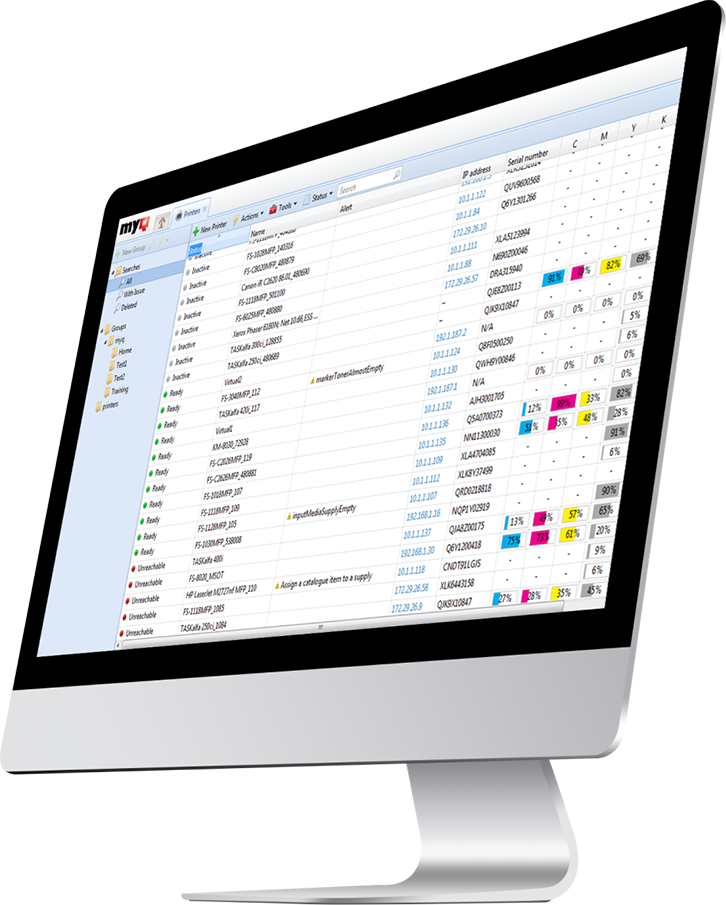 myq
Printers
New Group
New Printer
Actions
Tools
Status
Search
Searches
All
With Issue
Deleted
Groups
myq
Home
Test1
Test2
Training
printers
Status
Inactive
Inactive
Inactive
Inactive
Inactive
Inactive
Inactive
Inactive
Inactive
Ready
Ready
Ready
Ready
Ready
Ready
Ready
Ready
Ready
Ready
Ready
Unreachable
Unreachable
Unreachable
Unreachable
Unreachable
Name
FS-1028MFP_140316
FS-C8020MFP_480879
Canon iR C2620 86.01_480690
FS-1118MFP_501100
FS-6025MFP_480880
Xerox Phaser 6180N; Net 10.66,ESS ...
TASKalfa 300ci_128855
TASKalfa 250ci_480689
Virtual2
FS-3040MFP_112
TASKalfa 420i_117
Virtual1
KM-8030_72928
FS-C2026MFP_119
FS-C2626MFP_480881
FS-1018MFP_107
FS-1118MFP_109
FS-1128MFP_105
FS-1030MFP_538008
TASKalfa 400i
FS-8020_MSOT
HP LaserJet M2727nf MFP_110
FS-1118MFP_1085
TASKalfa 250ci_1084
Alert
markerTonerAlmostEmpty
inputMediaSupplyEmpty
Assign a catalogue item to a supply
IP address
10.1.1.122
10.1.1.84
172.29.26.10
10.1.1.111
10.1.1.88
172.29.26.57
192.1.187.2
10.1.1.124
10.1.1.130
192.1.187.1
10.1.1.132
10.1.1.136
10.1.1.135
10.1.1.109
10.1.1.112
10.1.1.107
192.168.1.16
10.1.1.137
192.168.1.30
10.1.1.118
172.29.26.58
172.29.26.9
Serial number
QUV9600568
Q6Y1301266
XLA5123994
N690Z00046
DRA315940
QJE8Z00113
QJK9X10847
N/A
QBF0500250
QWH9Y00846
N/A
AJH3001705
Q5A0700373
NNI1300030
XLA4704085
XLK8Y37499
QRD0218818
NQP1Y02919
QJA8Z00175
Q6Y1200418
CNDT91LGJS
XLK6443158
QJK9X10847
C M Y K
91% 49% 82% 69%
0% 0% 0% 0%
5%
6%
0% 0% 0% 0%
12% 99% 33% 82%
51% 35% 48% 28%
91%
6%
90%
13% 49% 57% 65%
75% 73% 61% 20%
9%
6%
27% 28% 35% 45%